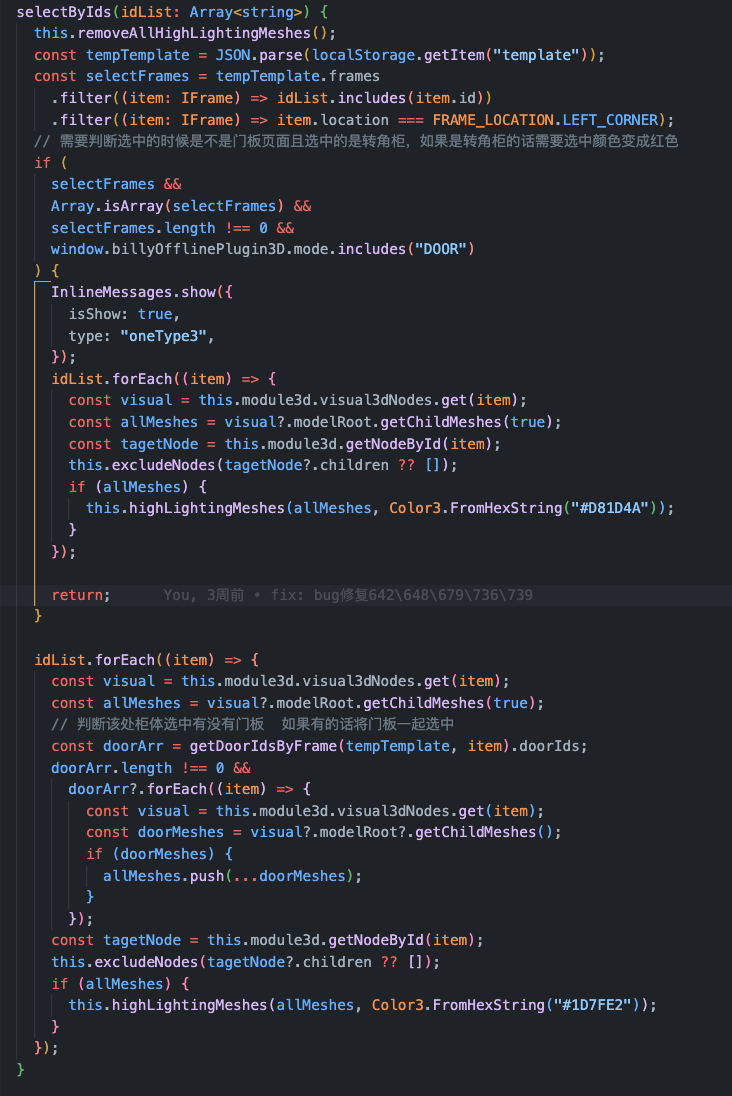 selectByIds(idList: Array<string>) {
this.removeAllHighLightingMeshes();
const tempTemplate = JSON.parse(localStorage.getItem("template"));
const selectFrames = tempTemplate.frames
.filter((item: IFrame) => idList.includes(item.id))
.filter((item: IFrame) => item.location === FRAME_LOCATION.LEFT_CORNER);
// 需要判断选中的时候是不是门板页面且选中的是转角柜，如果是转角柜的话需要选中颜色变成红色
if (
selectFrames &&
Array.isArray(selectFrames) &&
selectFrames.length !== 0 &&
window.billyOfflinePlugin3D.mode.includes("DOOR")
) {
InlineMessages.show({
isShow: true,
type: "oneType3",
});
idList.forEach((item) => {
const visual = this.module3d.visual3dNodes.get(item);
const allMeshes = visual?.modelRoot.getChildMeshes(true);
const tagetNode = this.module3d.getNodeById(item);
this.excludeNodes(tagetNode?.children ?? []);
if (allMeshes) {
this.highLightingMeshes(allMeshes, Color3.FromHexString("#D81D4A"));
}
});
return; You, 3周前 • fix: bug修复642\648\679\736\739
}
idList.forEach((item) => {
const visual = this.module3d.visual3dNodes.get(item);
const allMeshes = visual?.modelRoot.getChildMeshes(true);
// 判断该处柜体选中有没有门板  如果有的话将门板一起选中
const doorArr = getDoorIdsByFrame(tempTemplate, item).doorIds;
doorArr.length !== 0 &&
doorArr?.forEach((item) => {
const visual = this.module3d.visual3dNodes.get(item);
const doorMeshes = visual?.modelRoot?.getChildMeshes();
if (doorMeshes) {
allMeshes.push(...doorMeshes);
}
});
const tagetNode = this.module3d.getNodeById(item);
this.excludeNodes(tagetNode?.children ?? []);
if (allMeshes) {
this.highLightingMeshes(allMeshes, Color3.FromHexString("#1D7FE2"));
}
});
}